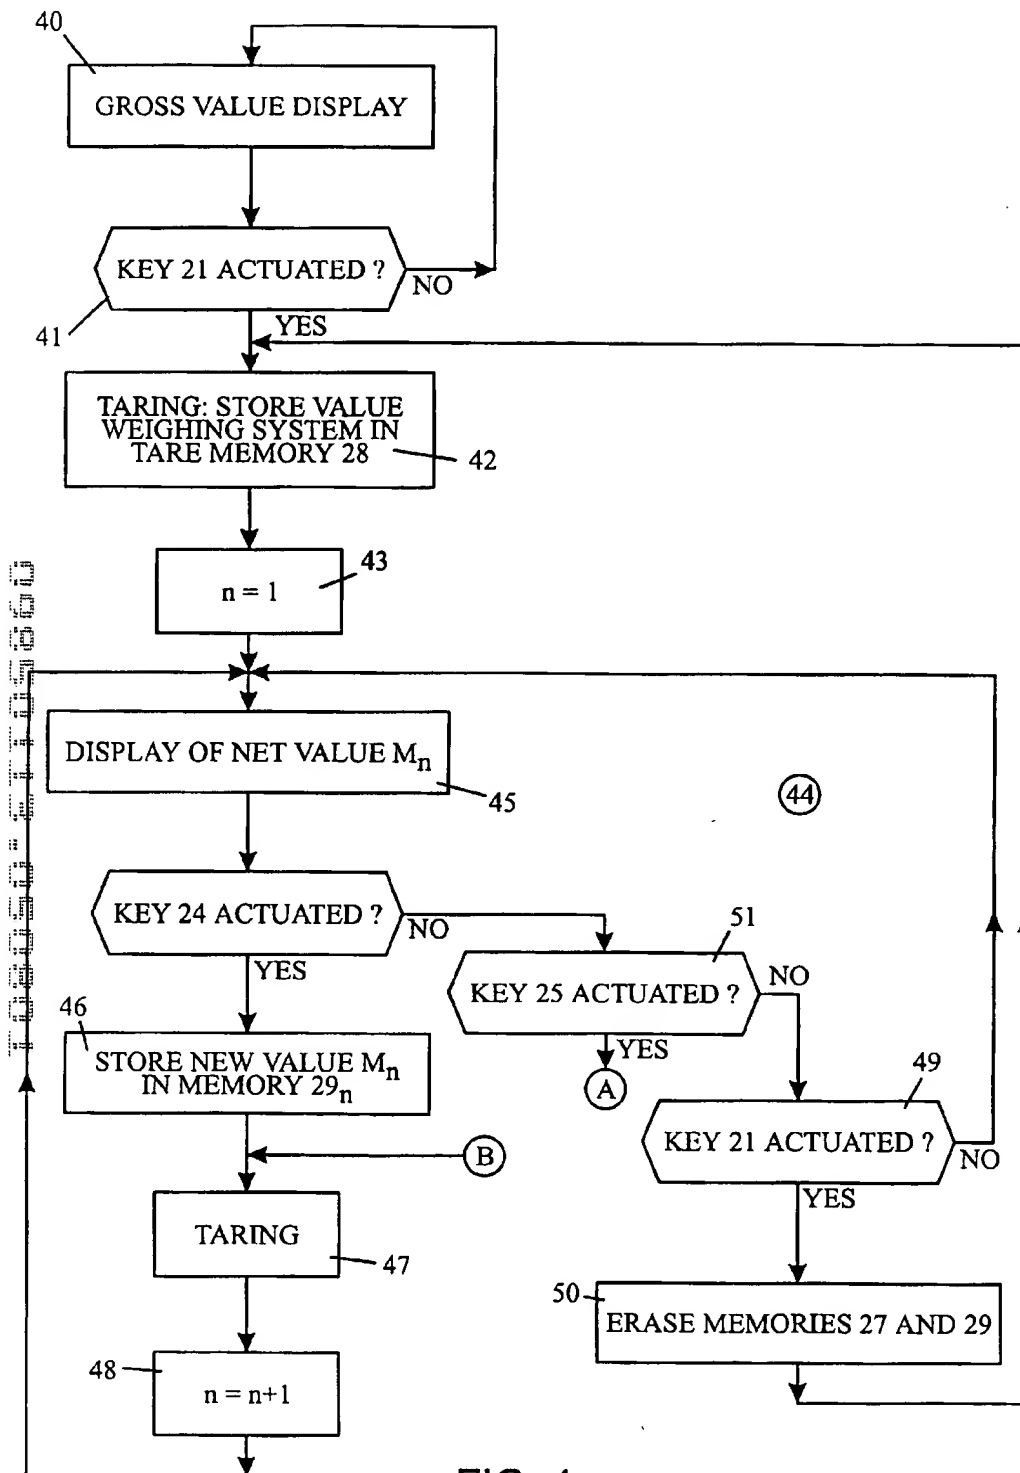 40
GROSS VALUE DISPLAY
KEY 21 ACTUATED ?
NO
41
YES
TARING: STORE VALUE
WEIGHING SYSTEM IN
TARE MEMORY 28
42
43
n = 1
DISPLAY OF NET VALUE Mn
45
44
KEY 24 ACTUATED ?
NO
YES
51
KEY 25 ACTUATED ?
NO
YES
A
46
STORE NEW VALUE Mn
IN MEMORY 29n
49
KEY 21 ACTUATED ?
NO
YES
B
TARING
47
50
ERASE MEMORIES 27 AND 29
48
n = n+1